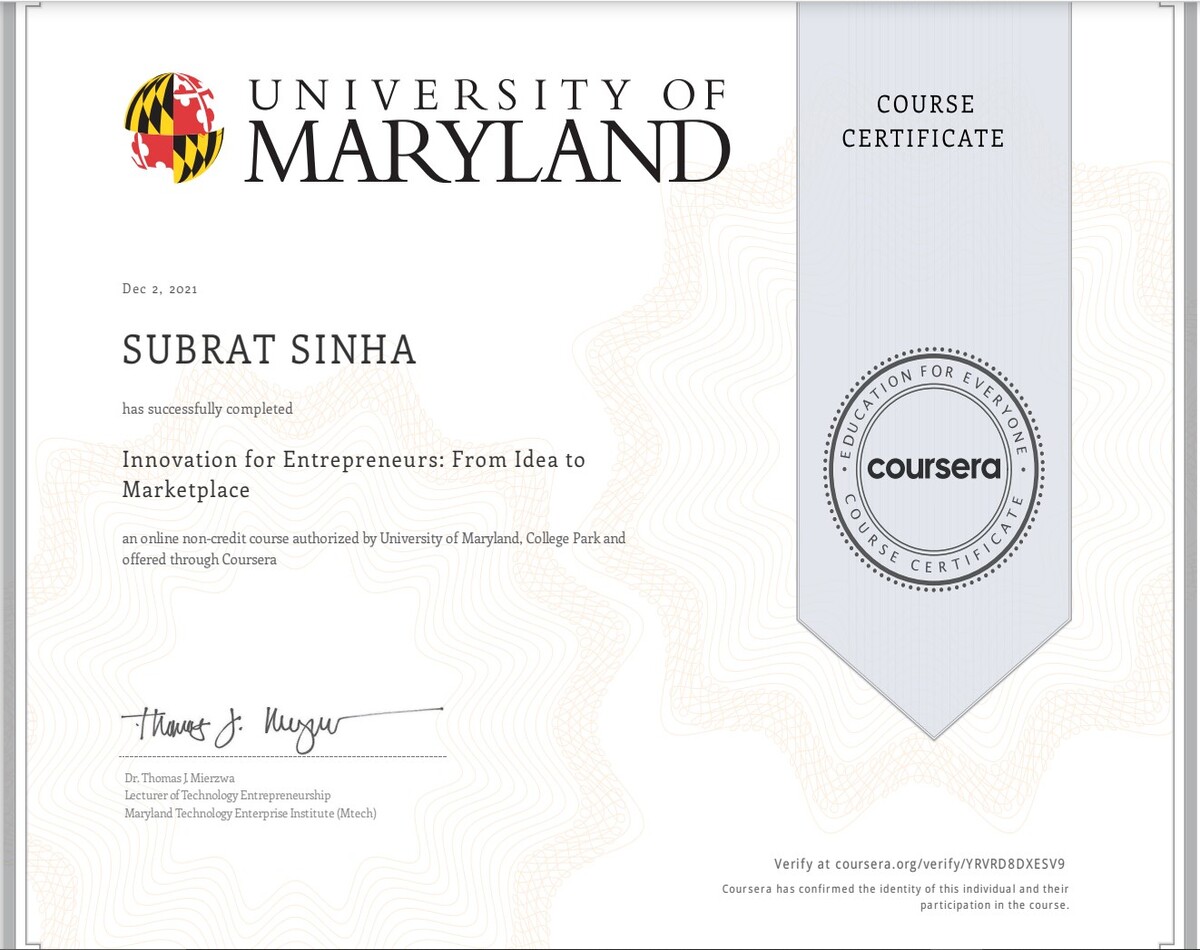 UNIVERSITY OF
MARYLAND
COURSE
CERTIFICATE
Dec 2, 2021
SUBRAT SINHA
has successfully completed
Innovation for Entrepreneurs: From Idea to
Marketplace
an online non-credit course authorized by University of Maryland, College Park and
offered through Coursera
EDUCATION FOR EVERYONE
coursera
COURSE CERTIFICATE
Thomas J. Mierzwa
Dr. Thomas J. Mierzwa
Lecturer of Technology Entrepreneurship
Maryland Technology Enterprise Institute (Mtech)
Verify at coursera.org/verify/YRVRD8DXESV9
Coursera has confirmed the identity of this individual and their
participation in the course.